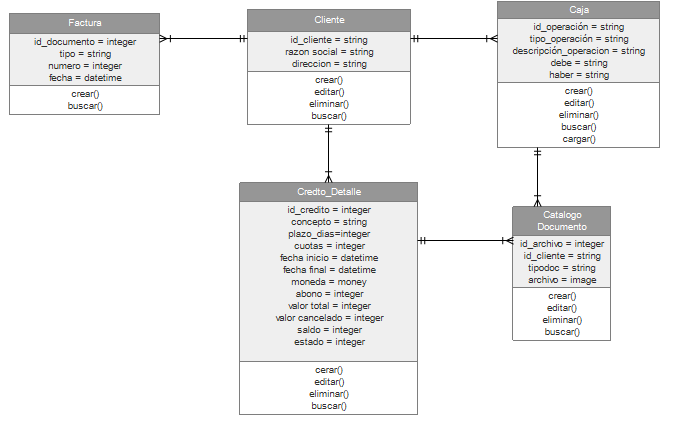 Factura
id_documento = integer
tipo = string
numero = integer
fecha = datetime
crear()
buscar()
Cliente
id_cliente = string
razon social = string
direccion = string
crear()
editar()
eliminar()
buscar()
Caja
id_operación = string
tipo_operación = string
descripción_operacion = string
debe = string
haber = string
crear()
editar()
eliminar()
buscar()
cargar()
Credto_Detalle
id_credito = integer
concepto = string
plazo_dias=integer
cuotas = integer
fecha inicio = datetime
fecha final = datetime
moneda = money
abono = integer
valor total = integer
valor cancelado = integer
saldo = integer
estado = integer
cerar()
editar()
eliminar()
buscar()
Catalogo
Documento
id_archivo = integer
id_cliente = string
tipodoc = string
archivo = image
crear()
editar()
eliminar()
buscar()